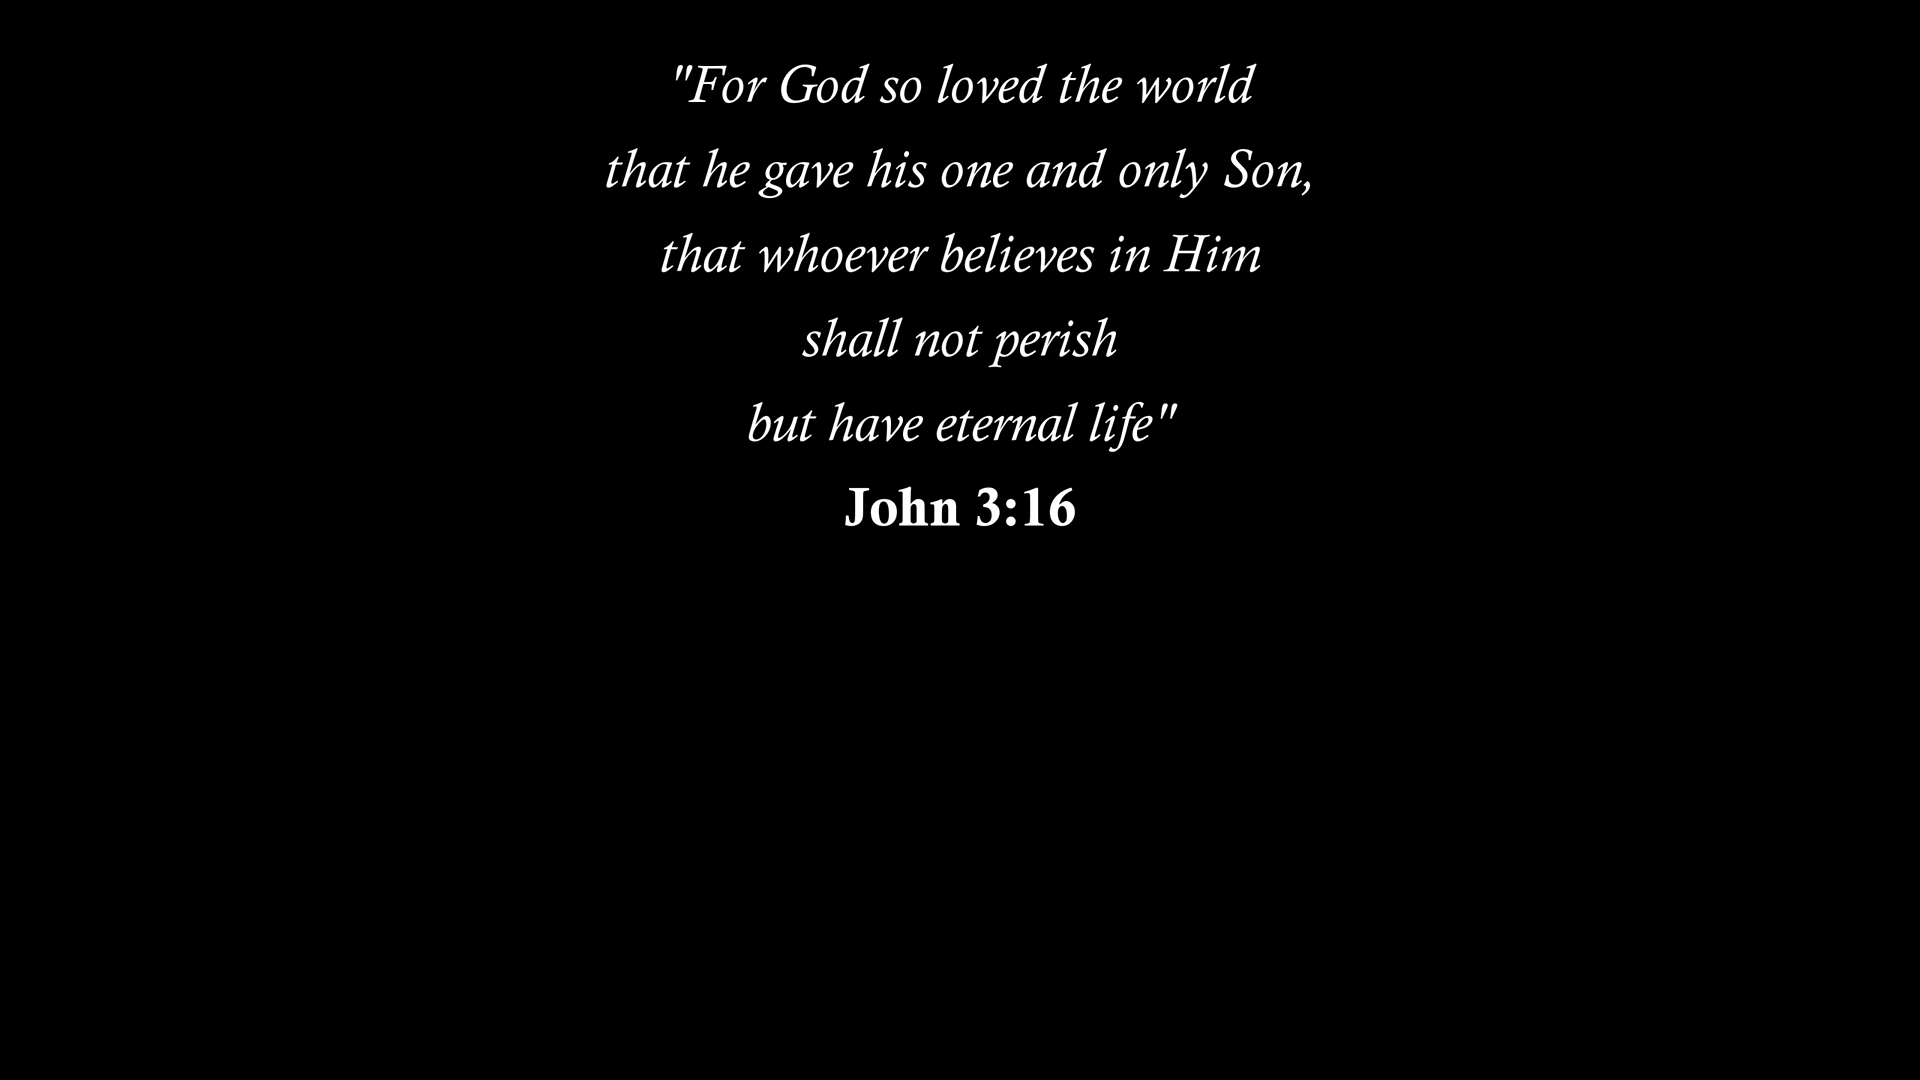 "For God so loved the world
that he gave his one and only Son,
that whoever believes in Him
shall not perish
but have eternal life"
John 3:16